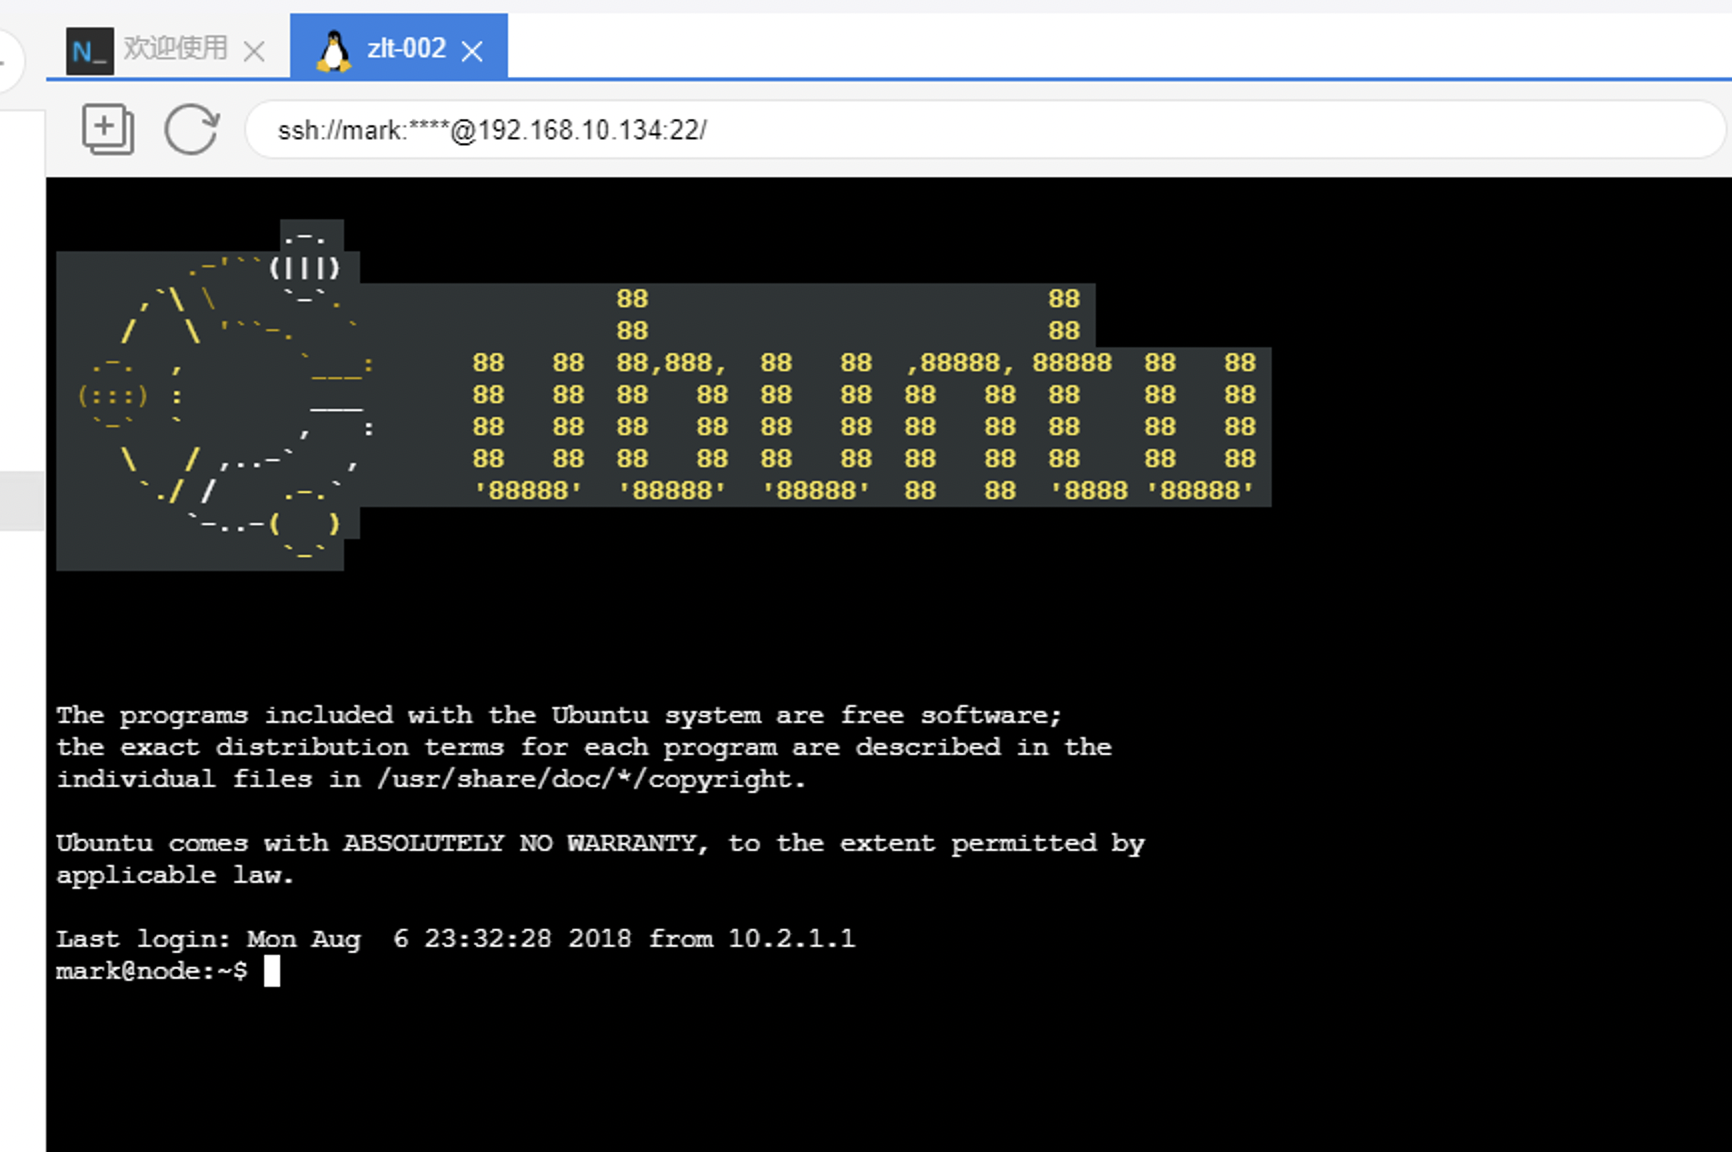 N_ 欢迎使用 zlt-002
ssh://mark:****@192.168.10.134:22/
.-.
.-'``(|||)
,`\ \ `-`. 88 88
/ \ '``-. ` 88 88
.-. , `___: 88 88 88,888, 88 88 ,88888, 88888 88 88
(:::) : ___ 88 88 88 88 88 88 88 88 88 88 88
`-` ` , : 88 88 88 88 88 88 88 88 88 88 88
\ / ,..-` , 88 88 88 88 88 88 88 88 88 88 88
`./ / .-.` '88888' '88888' '88888' 88 88 '8888 '88888'
`-..-( )
`-`
The programs included with the Ubuntu system are free software;
the exact distribution terms for each program are described in the
individual files in /usr/share/doc/*/copyright.
Ubuntu comes with ABSOLUTELY NO WARRANTY, to the extent permitted by
applicable law.
Last login: Mon Aug  6 23:32:28 2018 from 10.2.1.1
mark@node:~$